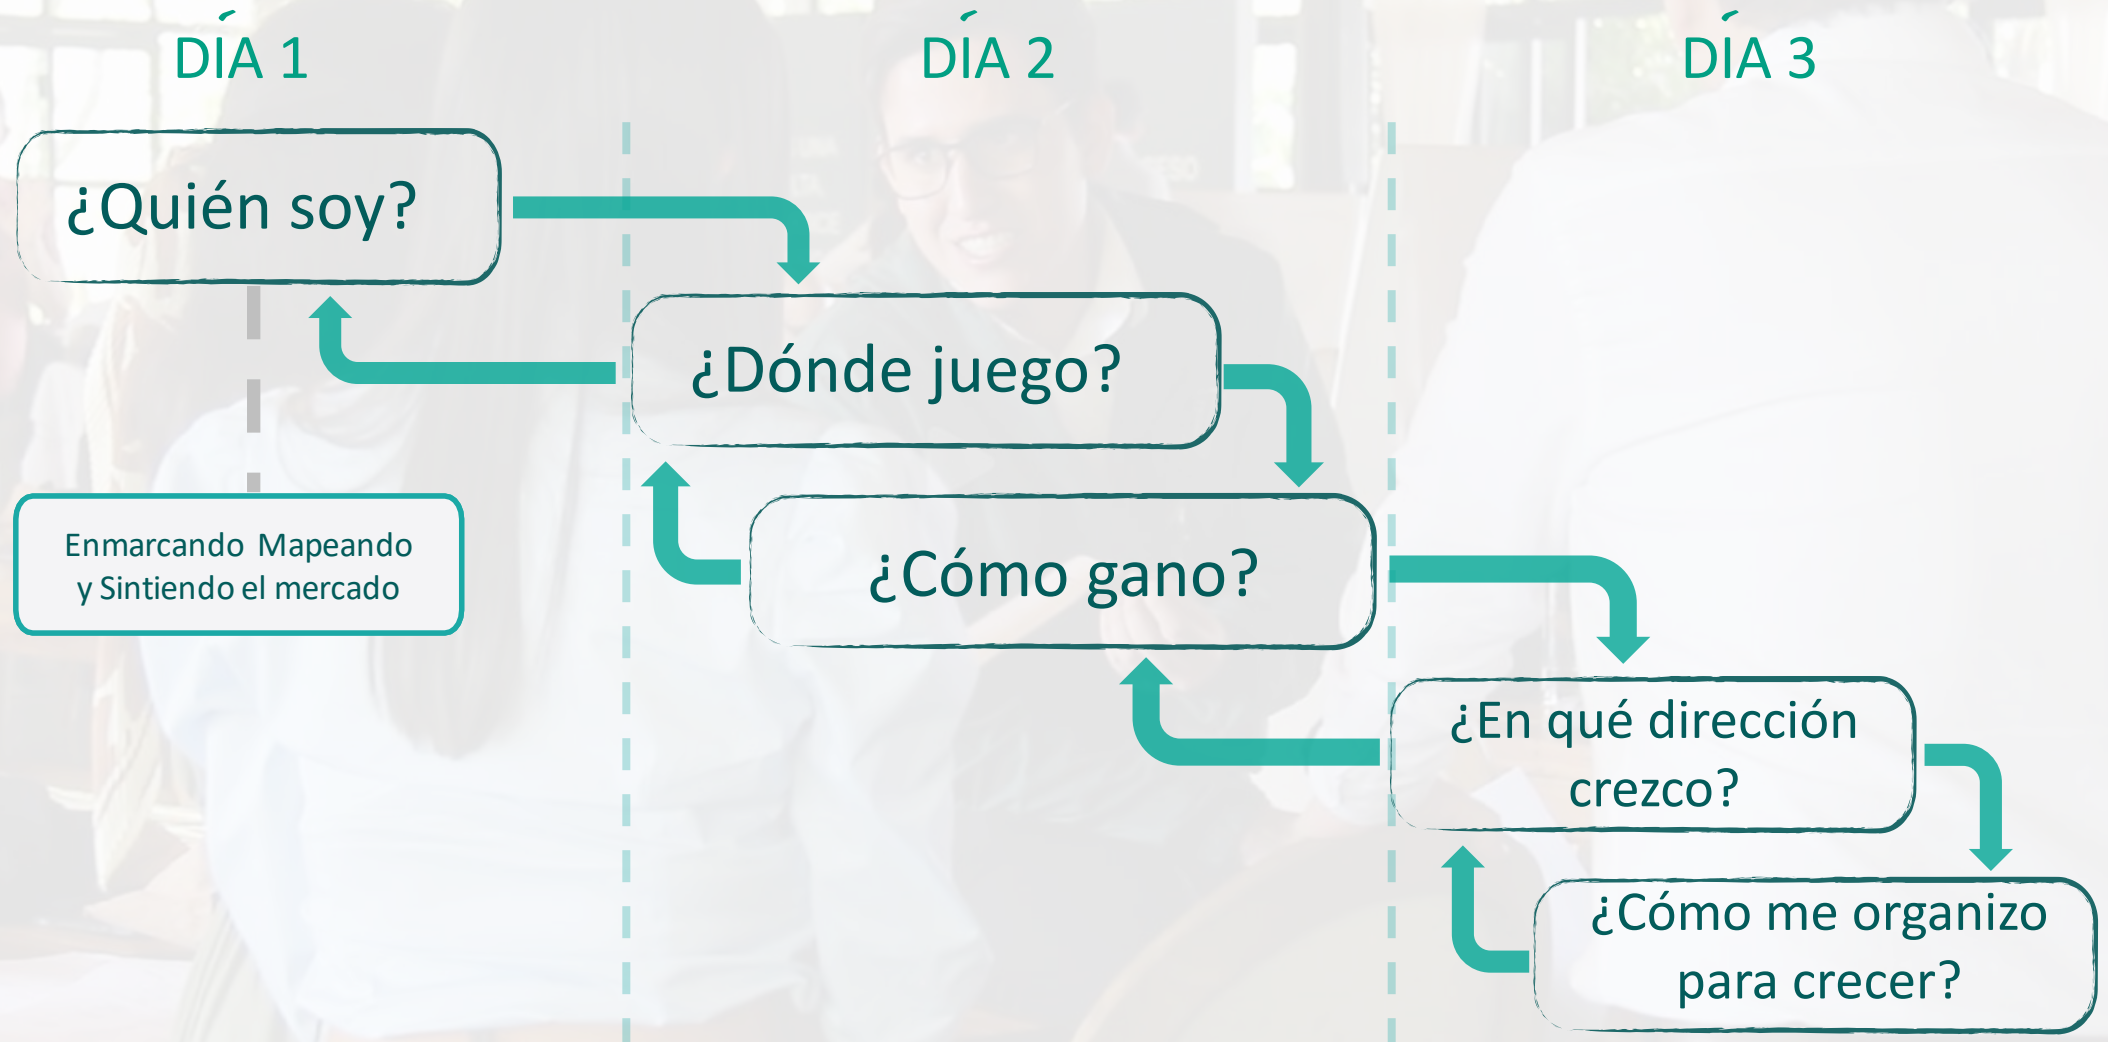 DÍA 1
DÍA 2
DÍA 3
¿Quién soy?
¿Dónde juego?
Enmarcando Mapeando
y Sintiendo el mercado
¿Cómo gano?
¿En qué dirección
crezco?
¿Cómo me organizo
para crecer?